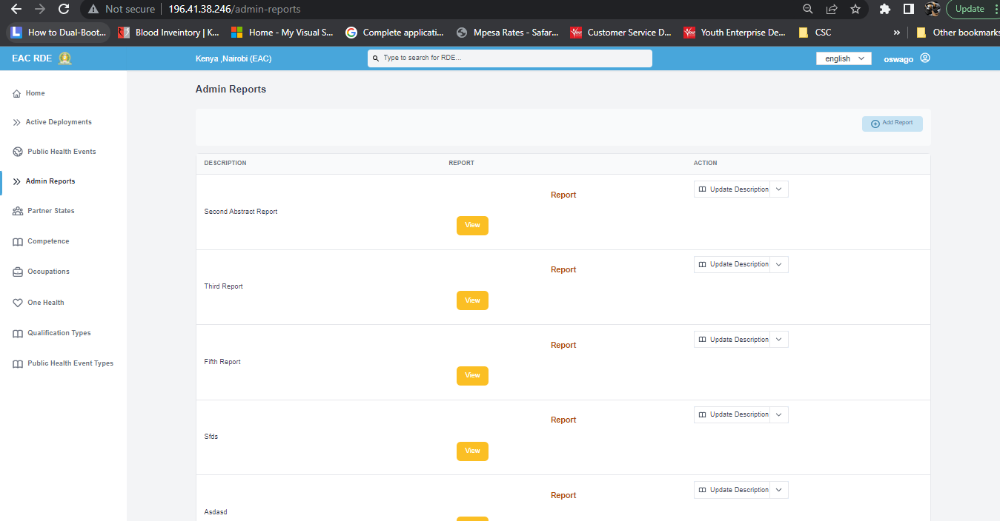 Not secure 196.41.38.246/admin-reports Update
How to Dual-Boot... Blood Inveintory | K... Home - My Visual S... Complete applicati... Mpesa Rates - Safar... Customer Service D... Youth Enterprise De... CSC » Other bookmarks
EAC RDE Kenya ,Nairobi (EAC) Type to search for RDE... english oswago
Home
Active Deployments
Public Health Events
Admin Reports
Partner States
Competence
Occupations
One Health
Qualification Types
Public Health Event Types
Admin Reports
Add Report
DESCRIPTION REPORT ACTION
Second Abstract Report Report View Update Description
Third Report Report View Update Description
Fifth Report Report View Update Description
Sfds Report View Update Description
Asdasd Report Update Description